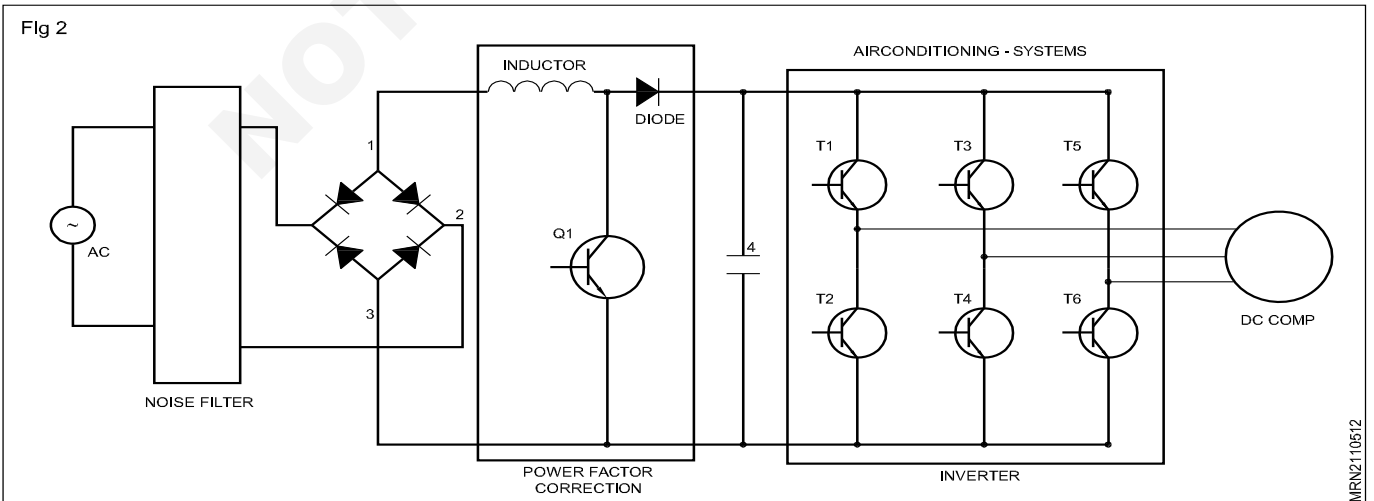 FIg 2
NOT
AIRCONDITIONING - SYSTEMS
INDUCTOR
DIODE
T1
T3
T5
1
2
~
AC
Q1
4
3
T2
T4
T6
DC COMP
NOISE FILTER
POWER FACTOR
CORRECTION
INVERTER
MRN2110512